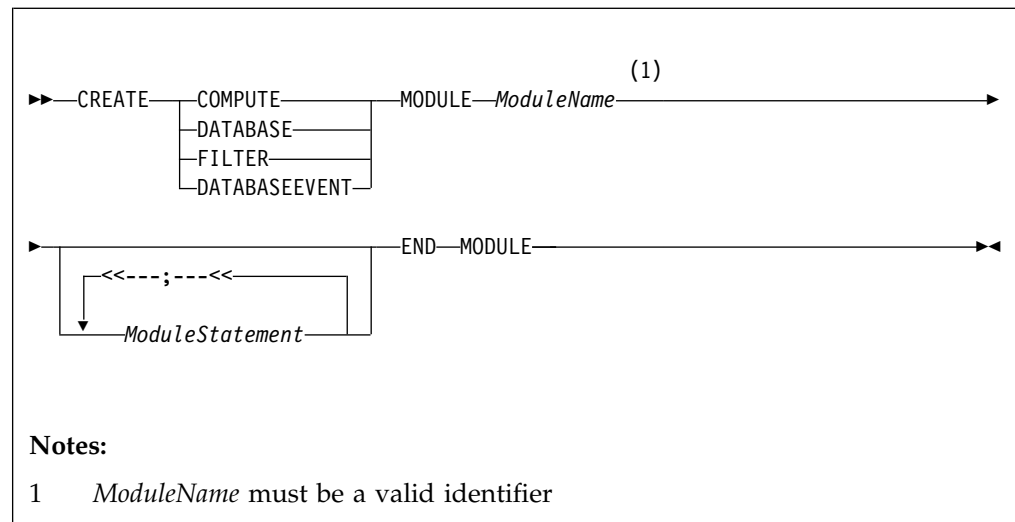 (1)
CREATE COMPUTE MODULE ModuleName
DATABASE
FILTER
DATABASEEVENT
END MODULE
<<---;---<<
ModuleStatement
Notes:
1 ModuleName must be a valid identifier